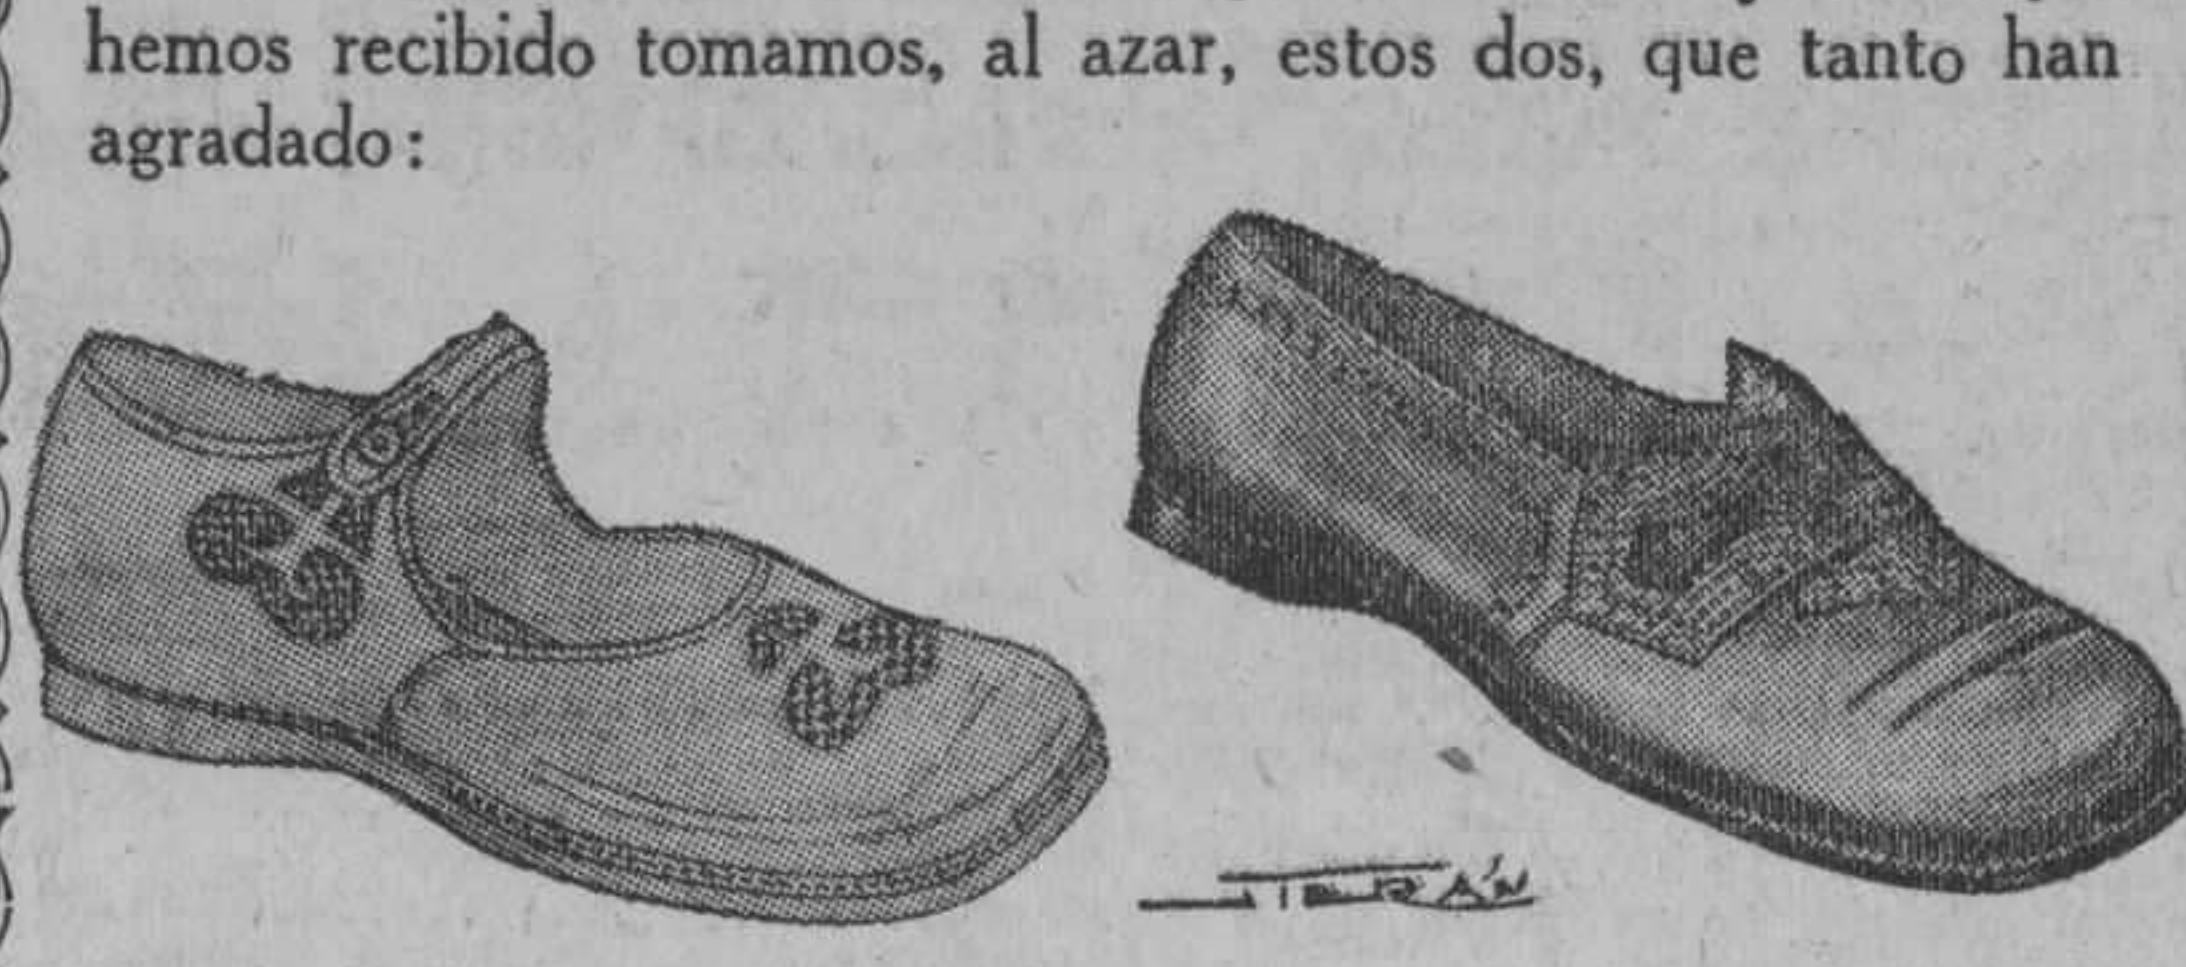 hemos recibido tomamos, al azar, estos dos, que tanto han
agradado:
TERÁN